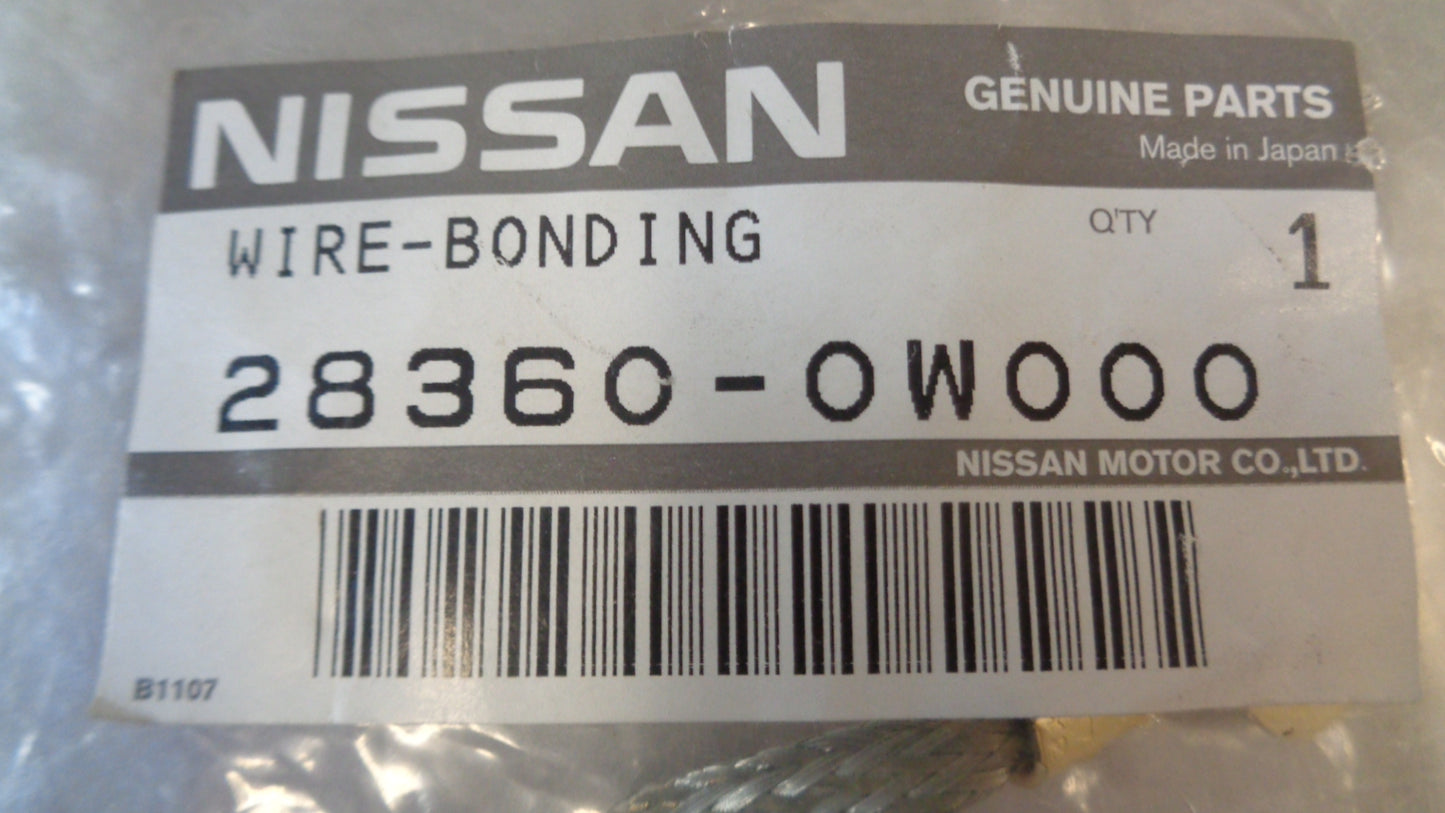 NISSAN
GENUINE PARTS
Made in Japan
WIRE-BONDING
Q'TY 1
28360-0W000
NISSAN MOTOR CO.,LTD.
B1107